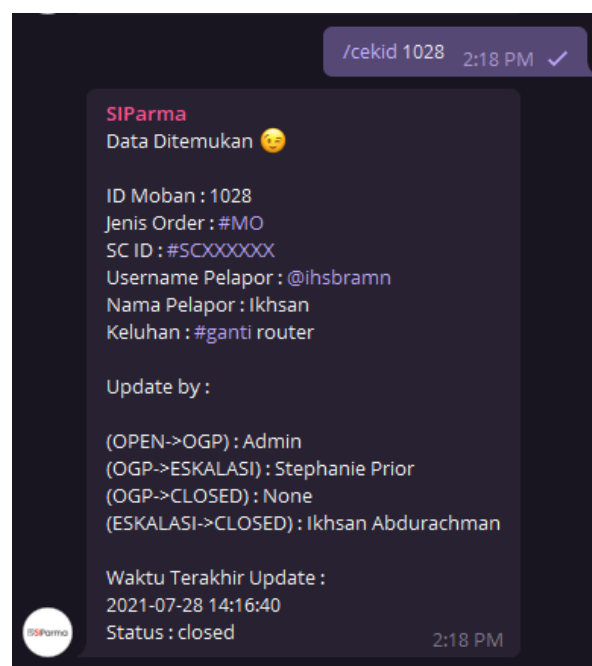 /cekid 1028 2:18 PM
SIParma
Data Ditemukan 😉
ID Moban : 1028
Jenis Order : #MO
SC ID : #SCXXXXXX
Username Pelapor : @ihsbramn
Nama Pelapor : Ikhsan
Keluhan : #ganti router
Update by :
(OPEN->OGP) : Admin
(OGP->ESKALASI) : Stephanie Prior
(OGP->CLOSED) : None
(ESKALASI->CLOSED) : Ikhsan Abdurachman
Waktu Terakhir Update :
2021-07-28 14:16:40
Status : closed 2:18 PM